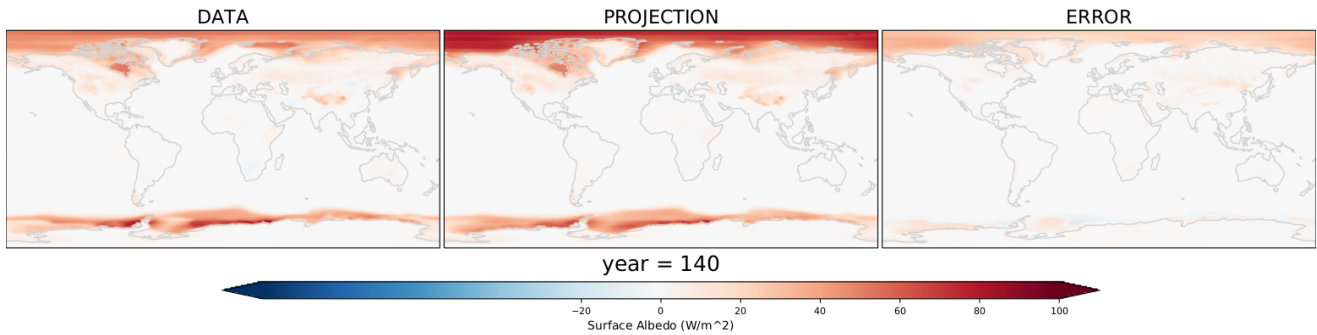 DATA PROJECTION ERROR
year = 140
−20 0 20 40 60 80 100
Surface Albedo (W/m^2)